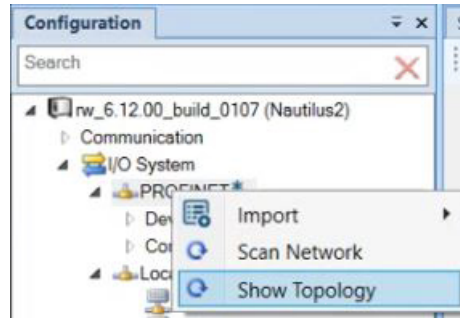 Configuration
Search
rw_6.12.00_build_0107 (Nautilus2)
Communication
I/O System
PROFINET*
Import
Scan Network
Show Topology